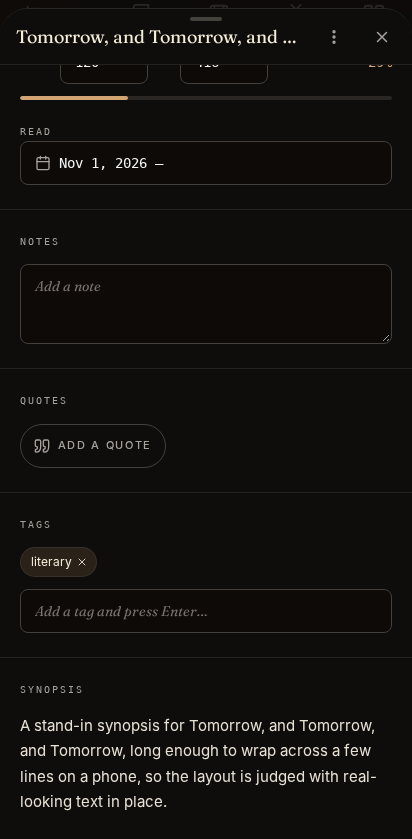 Tomorrow, and Tomorrow, and ...
READ
Nov 1, 2026 –
NOTES
Add a note
QUOTES
ADD A QUOTE
TAGS
literary
Add a tag and press Enter...
SYNOPSIS
A stand-in synopsis for Tomorrow, and Tomorrow,
and Tomorrow, long enough to wrap across a few
lines on a phone, so the layout is judged with real-
looking text in place.